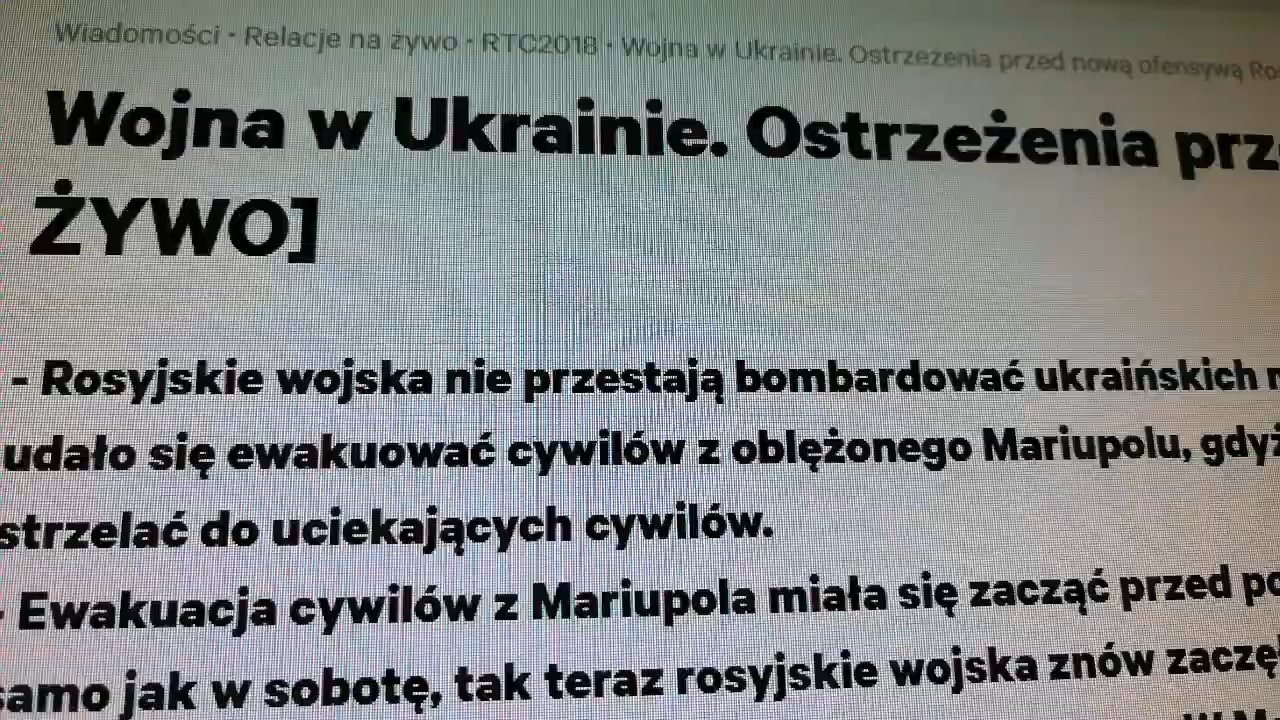 Wiadomości • Relacje na żywo • RTC2018 • Wojna w Ukrainie. Ostrzeżenia przed nową ofensywą Ro
Wojna w Ukrainie. Ostrzeżenia prz
ŻYWO]
- Rosyjskie wojska nie przestają bombardować ukraińskich
udało się ewakuować cywilów z oblężonego Mariupolu, gdyż
strzelać do uciekających cywilów.
- Ewakuacja cywilów z Mariupola miała się zacząć przed po
samo jak w sobotę, tak teraz rosyjskie wojska znów zaczę